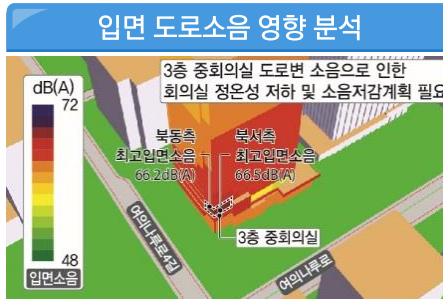 입면 도로소음 영향 분석
dB(A)
72
48
입면소음
3층 중회의실 도로변 소음으로 인한
회의실 정온성 저하 및 소음저감계획 필요
북동측
최고입면소음
66.2dB(A)
북서측
최고입면소음
66.5dB(A)
3층 중회의실
여의나루로4길
여의나루로